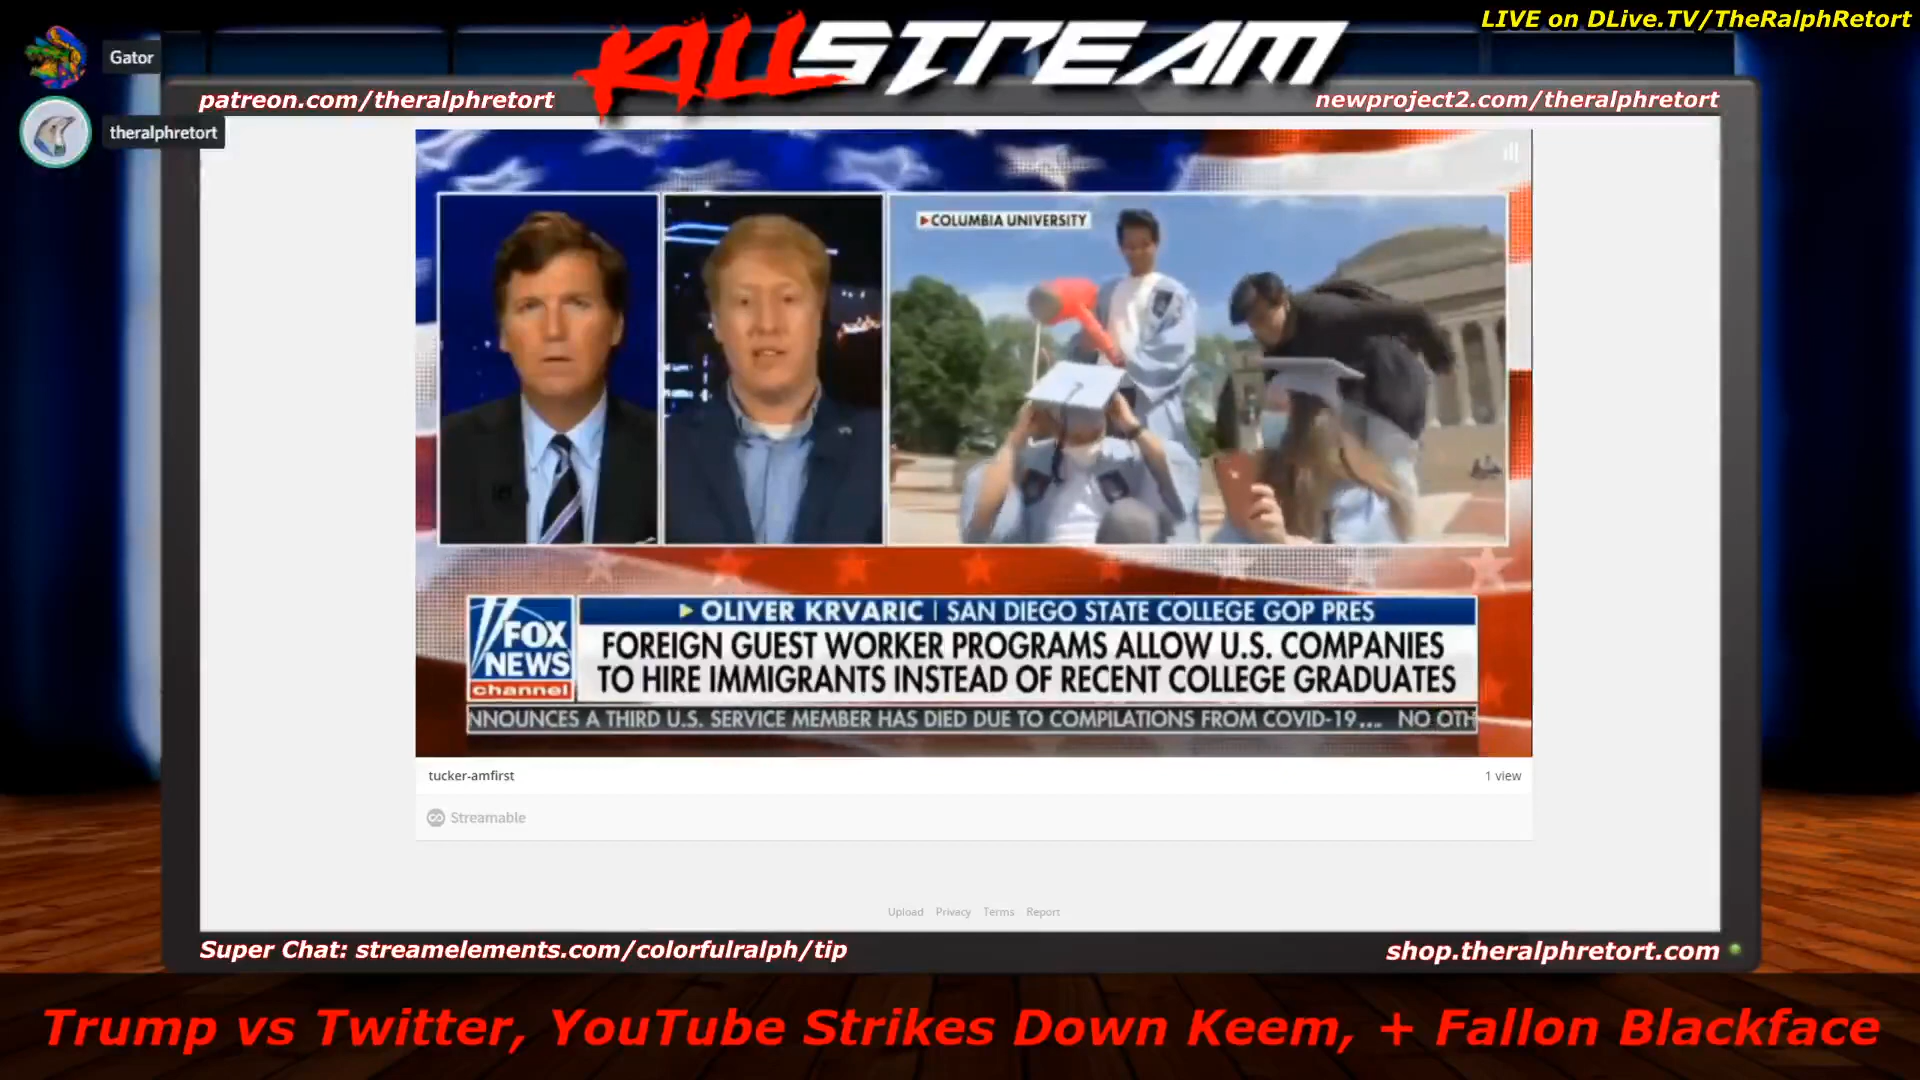 LIVE on DLive.TV/TheRalphRetort
Gator
KILLSTREAM
patreon.com/theralphretort
newproject2.com/theralphretort
theralphretort
COLUMBIA UNIVERSITY
OLIVER KRVARIC | SAN DIEGO STATE COLLEGE GOP PRES
FOX
NEWS
channel
FOREIGN GUEST WORKER PROGRAMS ALLOW U.S. COMPANIES
TO HIRE IMMIGRANTS INSTEAD OF RECENT COLLEGE GRADUATES
NNOUNCES A THIRD U.S. SERVICE MEMBER HAS DIED DUE TO COMPILATIONS FROM COVID-19... NO OTH
tucker-amfirst
1 view
Streamable
Upload Privacy Terms Report
Super Chat: streamelements.com/colorfulralph/tip
shop.theralphretort.com
Trump vs Twitter, YouTube Strikes Down Keem, + Fallon Blackface